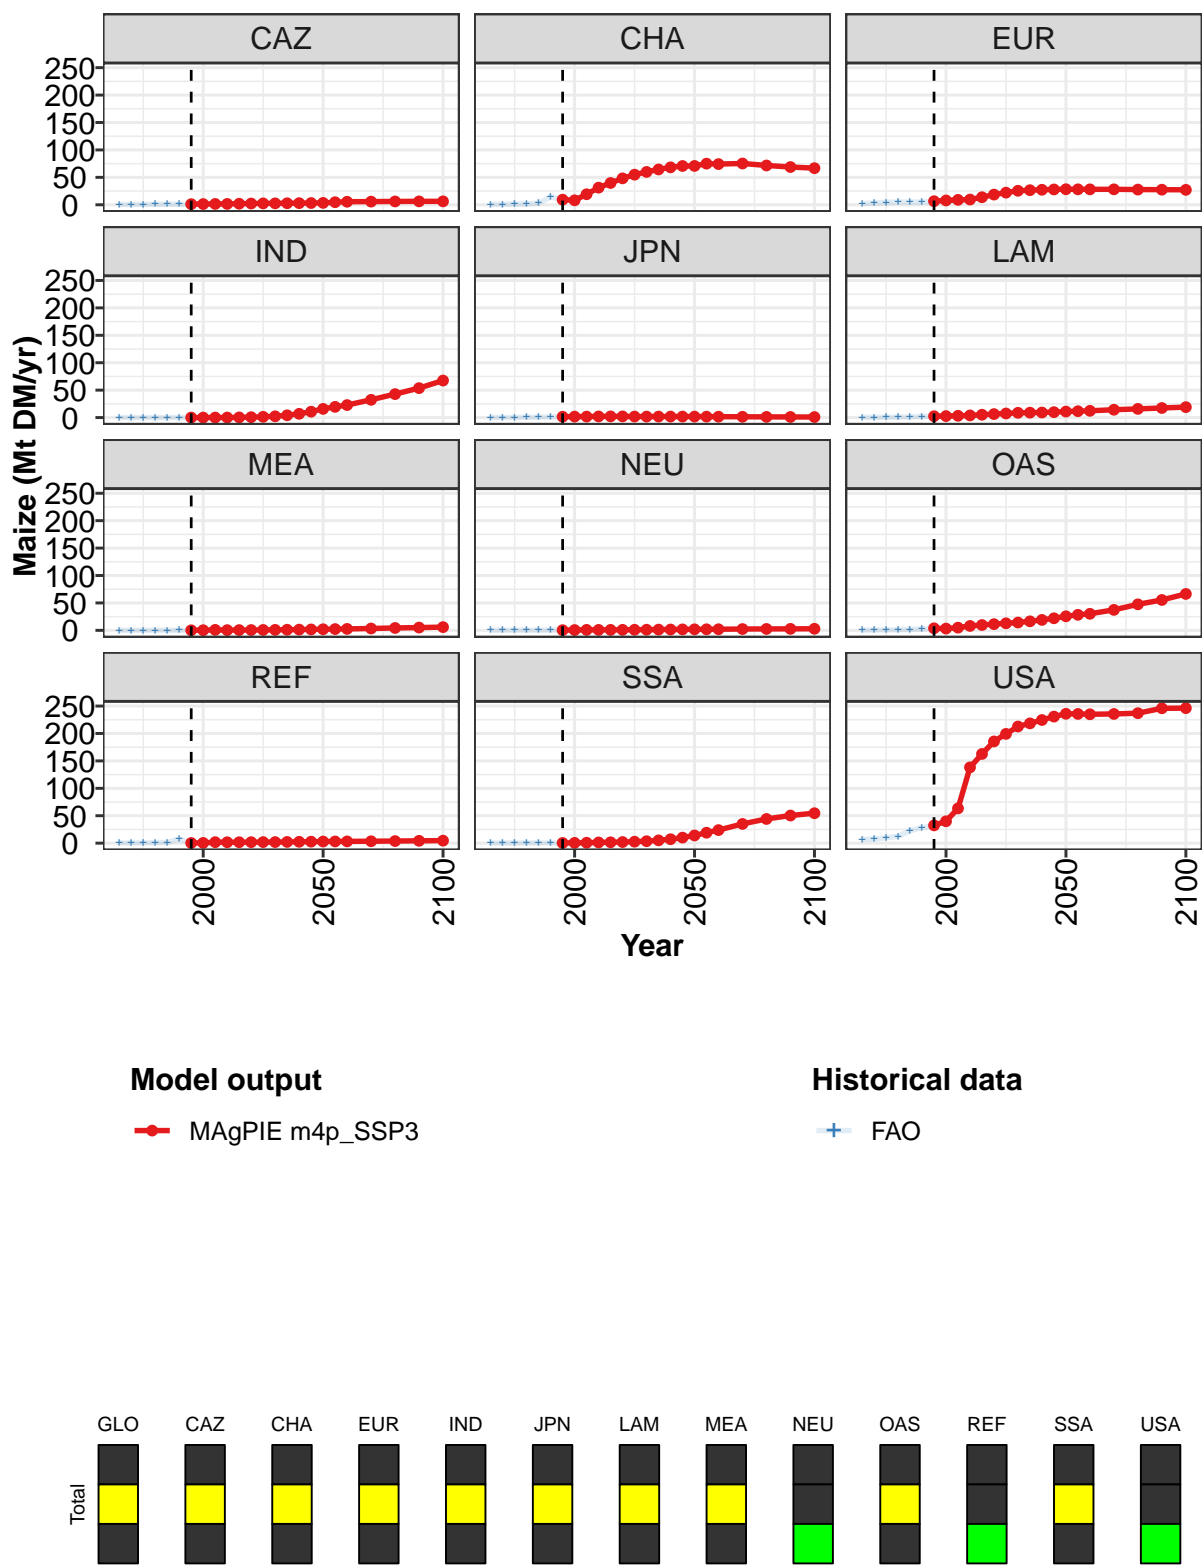 CAZ CHA EUR
250
200
150
100
50
0
IND JPN LAM
250
200
150
100
50
0
MEA NEU OAS
250
200
150
100
50
0
REF SSA USA
250
200
150
100
50
0
Maize (Mt DM/yr)
2000 2050 2100 2000 2050 2100 2000 2050 2100
Year
Model output
MAgPIE m4p_SSP3
Historical data
FAO
GLO CAZ CHA EUR IND JPN LAM MEA NEU OAS REF SSA USA
Total